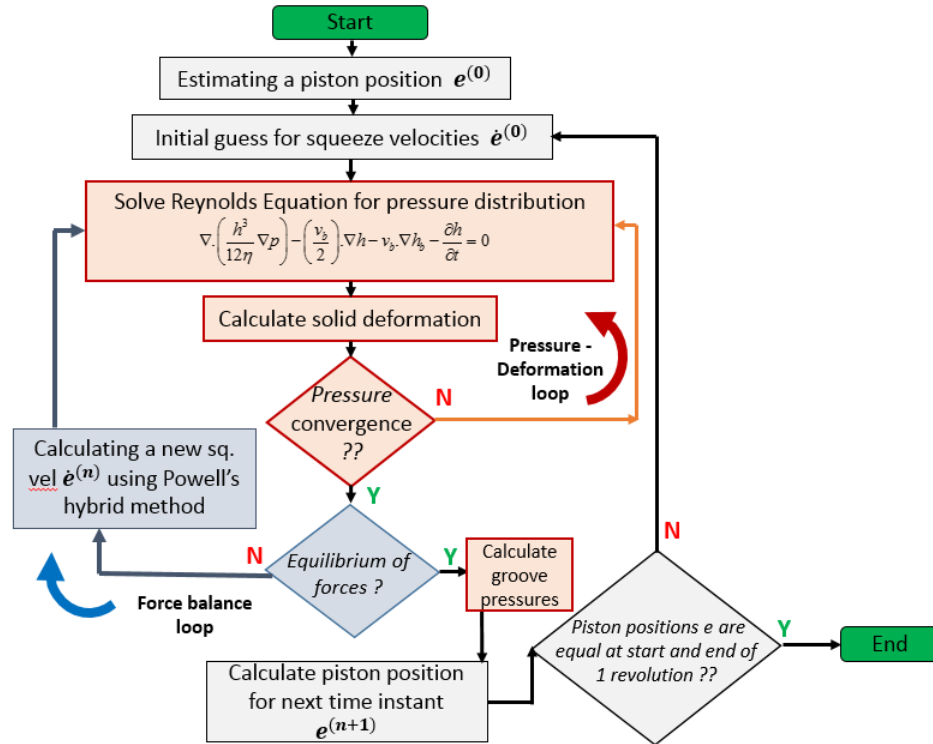 Start
Estimating a piston position e^(0)
Initial guess for squeeze velocities ė^(0)
Solve Reynolds Equation for pressure distribution
∇.(h³/12η ∇p) − (v_b/2).∇h − v_b.∇h_b − ∂h/∂t = 0
Calculate solid deformation
Pressure -
Deformation
loop
Pressure
convergence
??
N
Y
Calculating a new sq.
vel ė^(n) using Powell's
hybrid method
N
Equilibrium of
forces ?
Y
Calculate
groove
pressures
Force balance
loop
Calculate piston position
for next time instant
e^(n+1)
N
Piston positions e are
equal at start and end of
1 revolution ??
Y
End